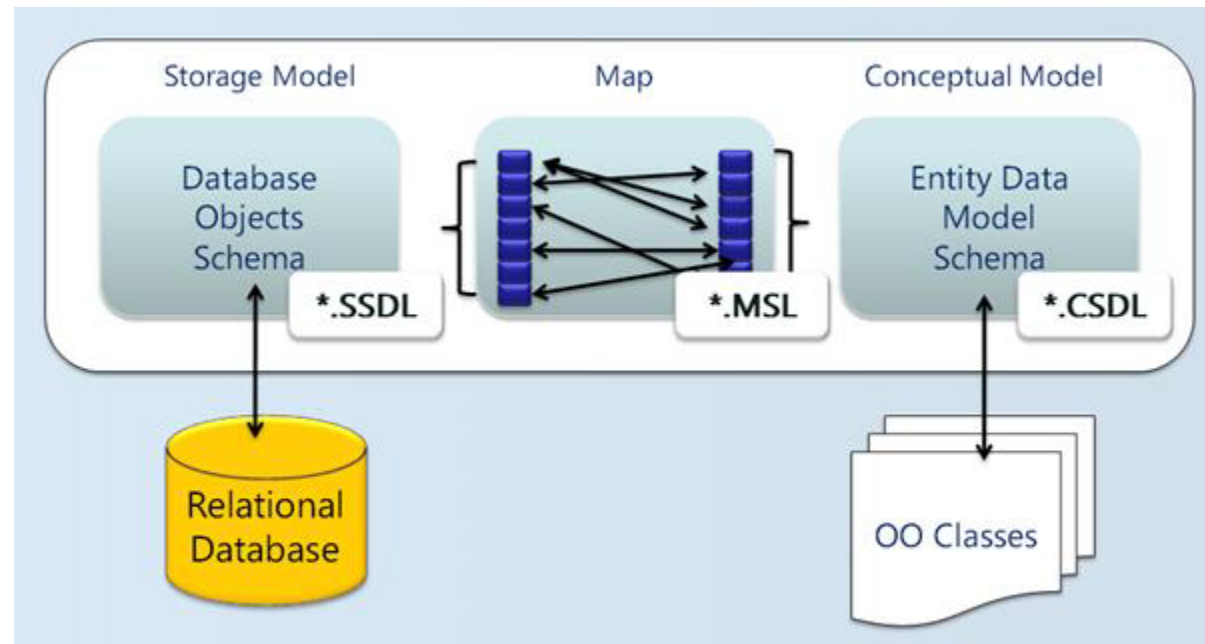 Storage Model
Map
Conceptual Model
Database
Objects
Schema
*.SSDL
*.MSL
Entity Data
Model
Schema
*.CSDL
Relational
Database
OO Classes